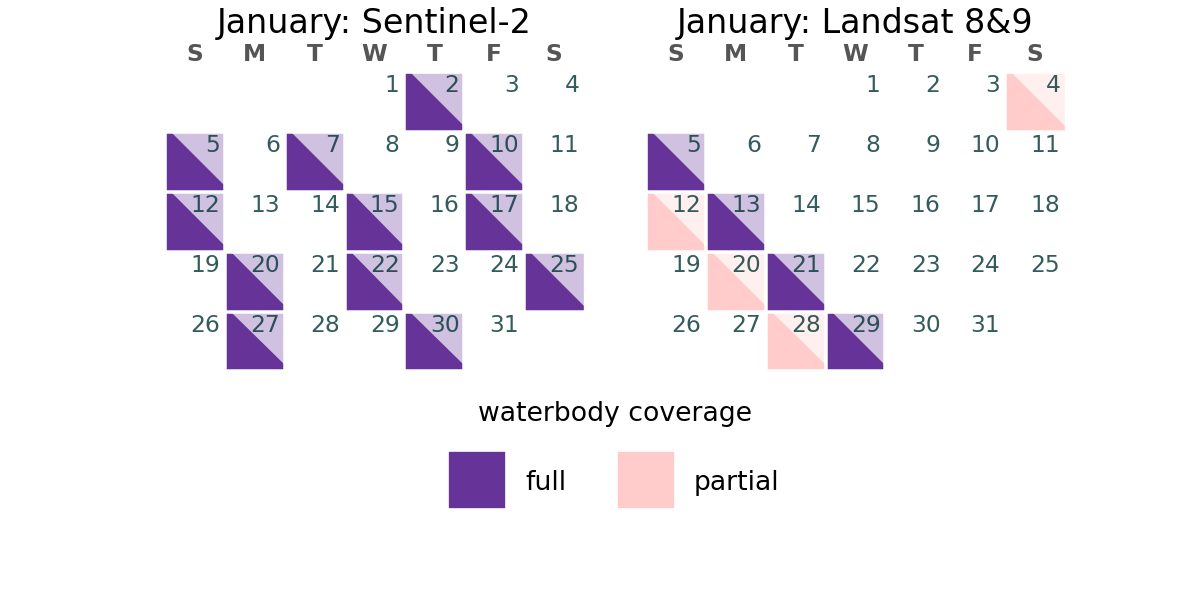 January: Sentinel-2
S M T W T F S
1 2 3 4
5 6 7 8 9 10 11
12 13 14 15 16 17 18
19 20 21 22 23 24 25
26 27 28 29 30 31
January: Landsat 8&9
S M T W T F S
1 2 3 4
5 6 7 8 9 10 11
12 13 14 15 16 17 18
19 20 21 22 23 24 25
26 27 28 29 30 31
waterbody coverage
full partial